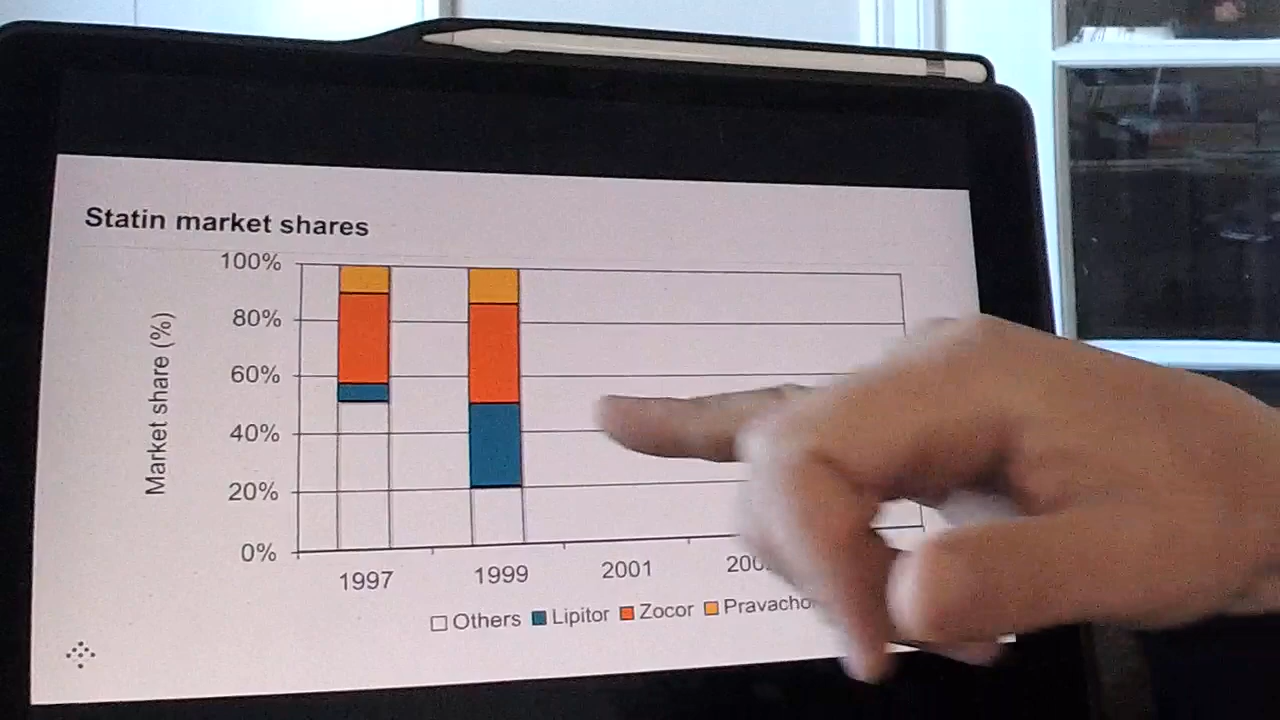 Statin market shares
Market share (%)
100%
80%
60%
40%
20%
0%
1997 1999 2001
Others Lipitor Zocor